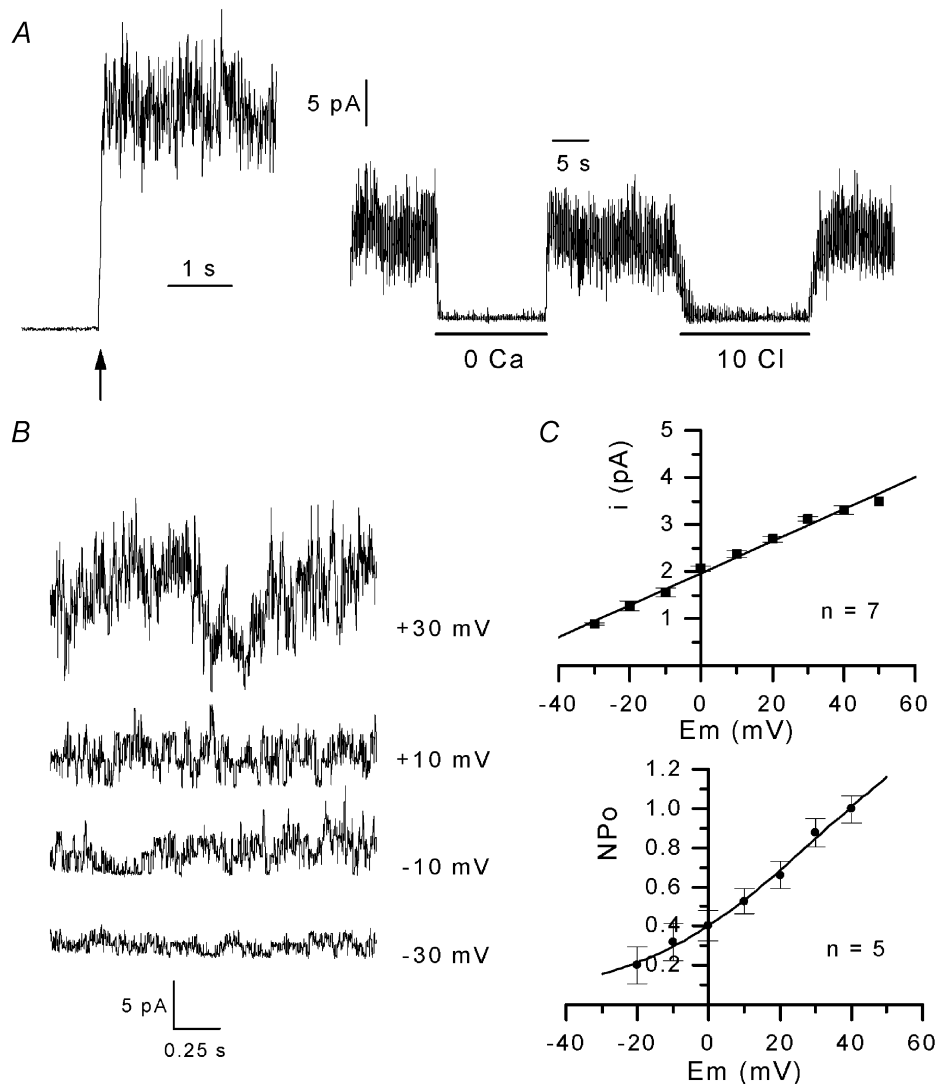 A
5 pA
5 s
1 s
0 Ca
10 Cl
B
+30 mV
+10 mV
-10 mV
-30 mV
5 pA
0.25 s
C
i (pA)
5
4
3
2
1
n = 7
-40 -20 0 20 40 60
Em (mV)
NPo
1.2
1.0
0.8
0.6
0.4
0.2
n = 5
-40 -20 0 20 40 60
Em (mV)